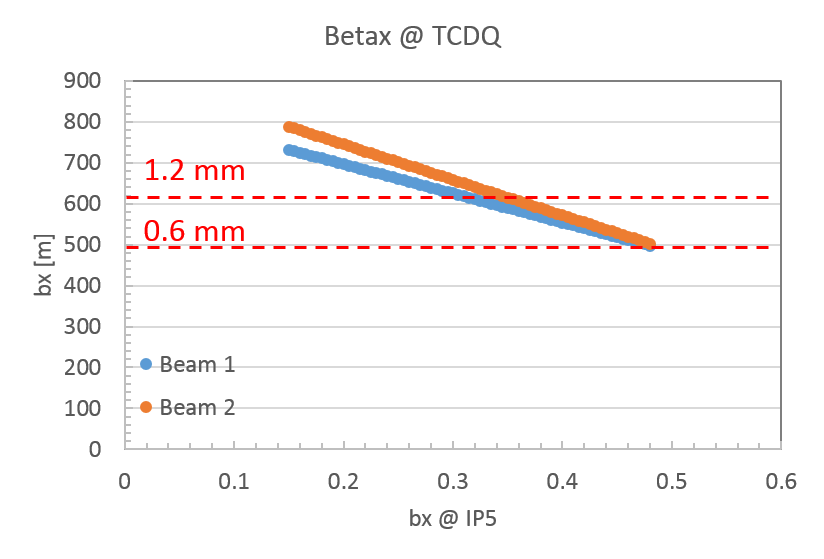 Betax @ TCDQ
900
800
700
600
500
400
300
200
100
0
bx [m]
1.2 mm
0.6 mm
Beam 1
Beam 2
0 0.1 0.2 0.3 0.4 0.5 0.6
bx @ IP5